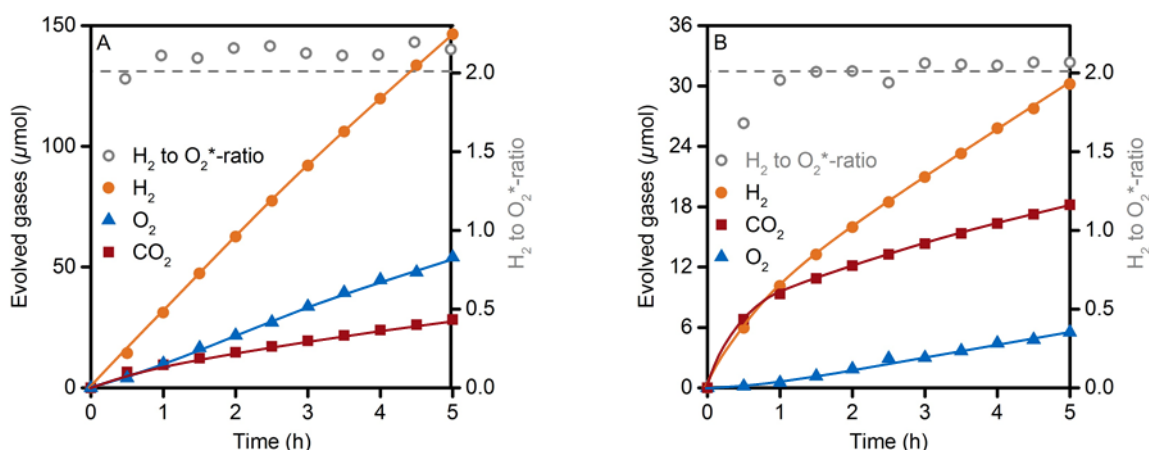 A
150
100
50
0
Evolved gases (µmol)
H₂ to O₂*-ratio
H₂
O₂
CO₂
2.0
1.5
1.0
0.5
0.0
H₂ to O₂*-ratio
0 1 2 3 4 5
Time (h)
B
36
30
24
18
12
6
0
Evolved gases (µmol)
H₂ to O₂*-ratio
H₂
CO₂
O₂
2.0
1.5
1.0
0.5
0.0
H₂ to O₂*-ratio
0 1 2 3 4 5
Time (h)